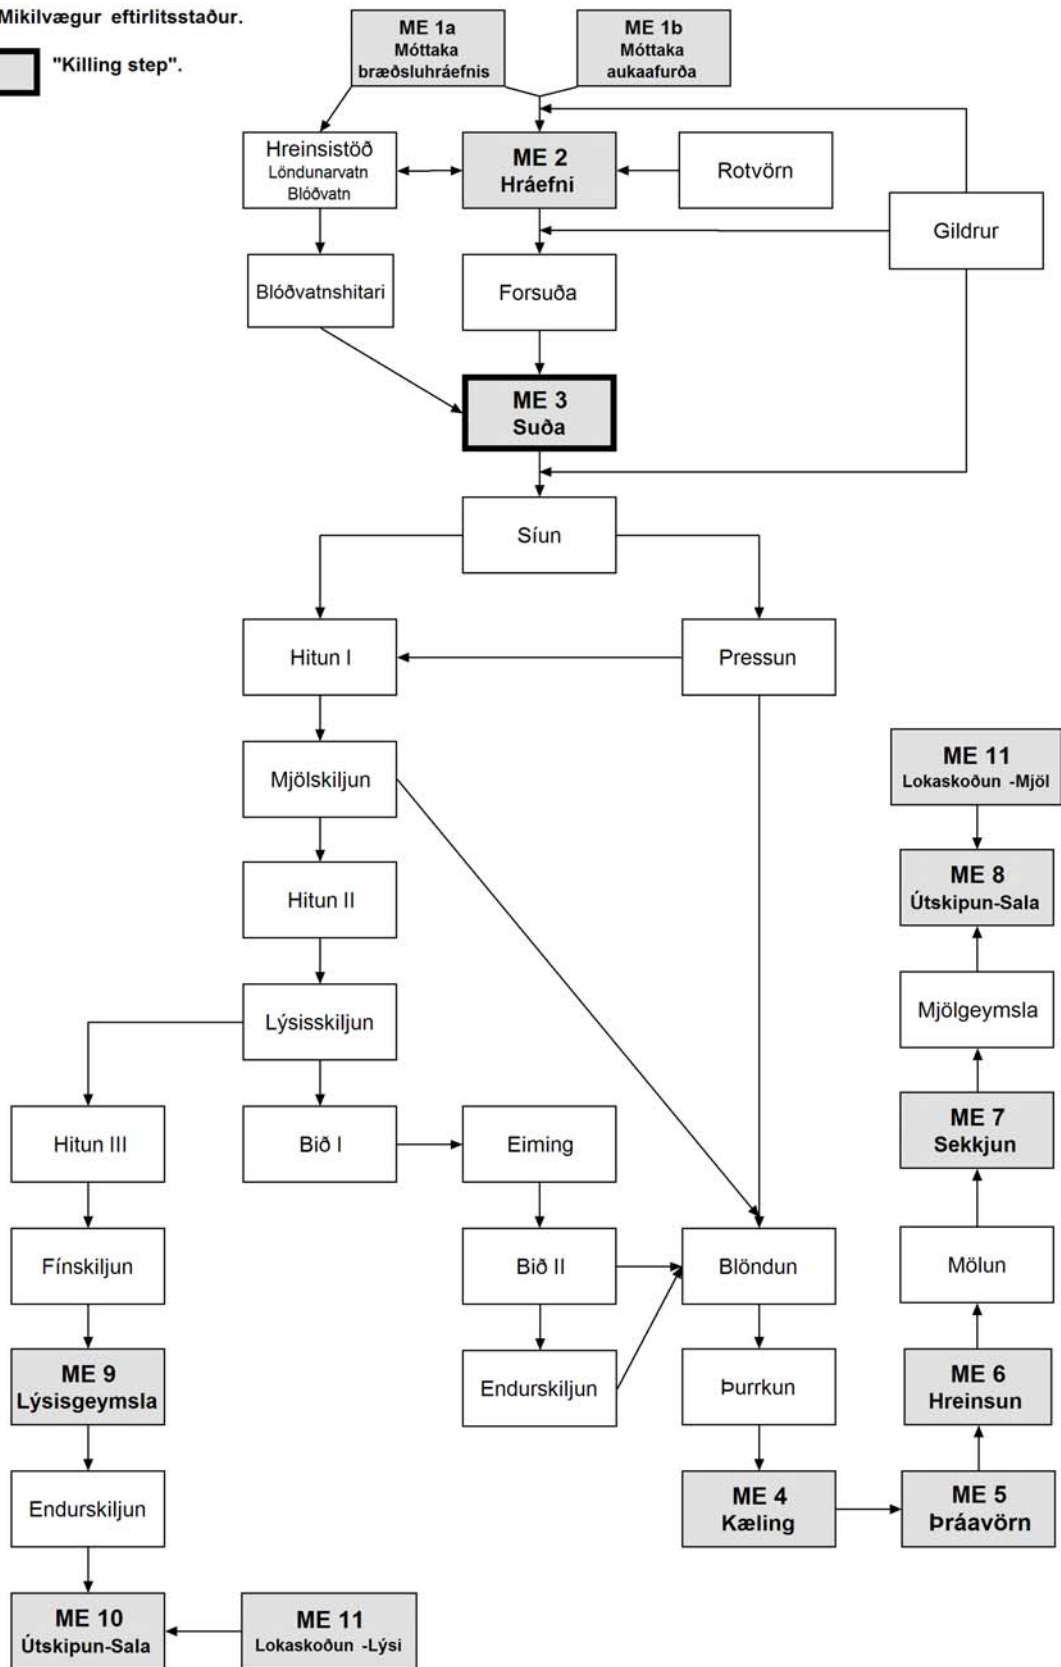 Mikilvægur eftirlitsstaður.
"Killing step".
ME 1a
Móttaka
bræðsluhráefnis
ME 1b
Móttaka
aukaafurða
Hreinsistöð
Löndunarvatn
Blóðvatn
ME 2
Hráefni
Rotvörn
Gildrur
Blóðvatnshitari
Forsuða
ME 3
Suða
Síun
Hitun I
Pressun
Mjölskiljun
ME 11
Lokaskoðun -Mjöl
Hitun II
ME 8
Útskipun-Sala
Lýsisskiljun
Mjölgeymsla
Hitun III
Bið I
Eiming
ME 7
Sekkjun
Fínskiljun
Bið II
Blöndun
Mölun
ME 9
Lýsisgeymsla
Endurskiljun
Þurrkun
ME 6
Hreinsun
Endurskiljun
ME 4
Kæling
ME 5
Þráavörn
ME 10
Útskipun-Sala
ME 11
Lokaskoðun -Lýsi